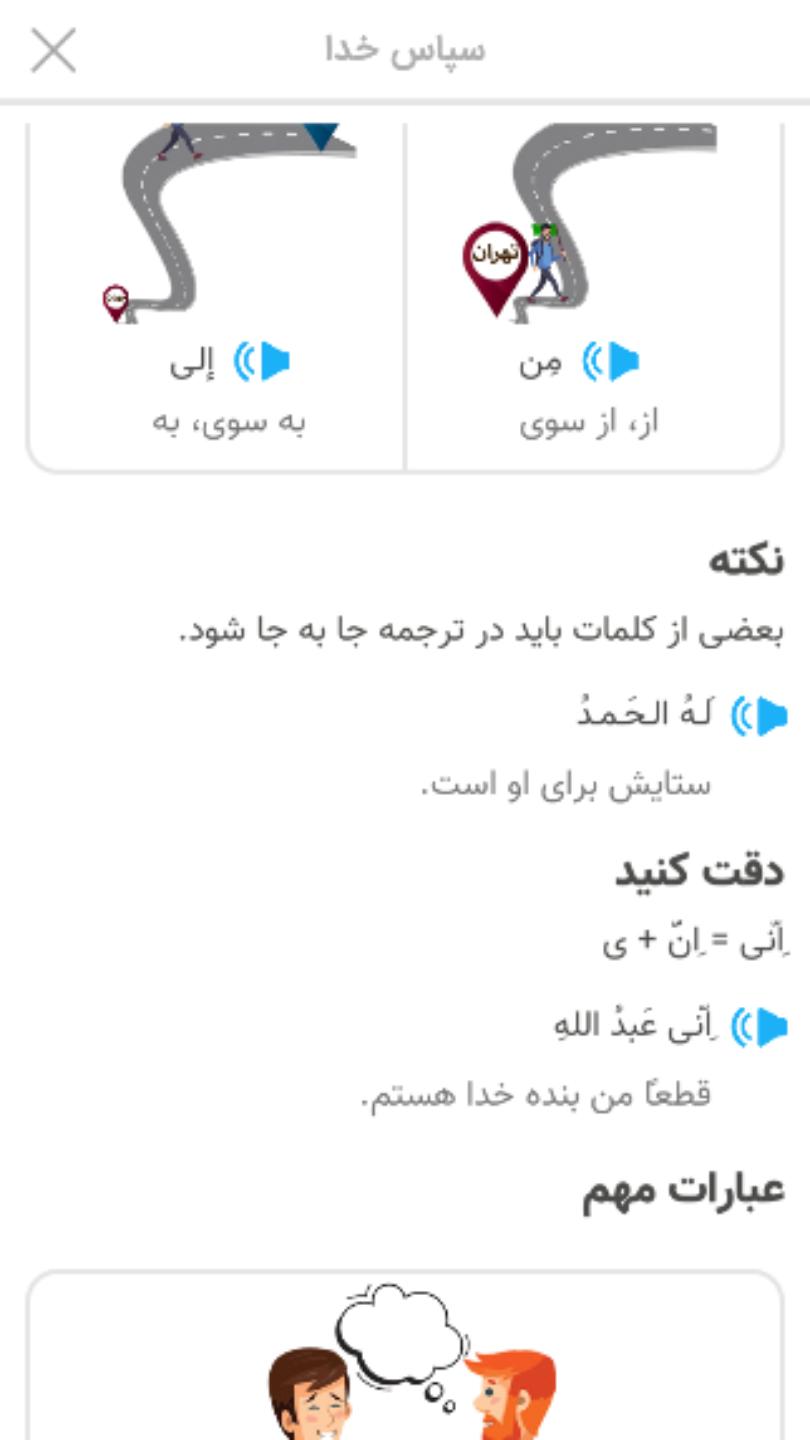 سپاس خدا
تهران
مِن
از، از سوی
إلی
به سوی، به
نکته
بعضی از کلمات باید در ترجمه جا به جا شود.
لَهُ الحَمدُ
ستایش برای او است.
دقت کنید
اِنّی = اِنّ + ی
اِنّی عَبدُ اللهِ
قطعاً من بنده خدا هستم.
عبارات مهم